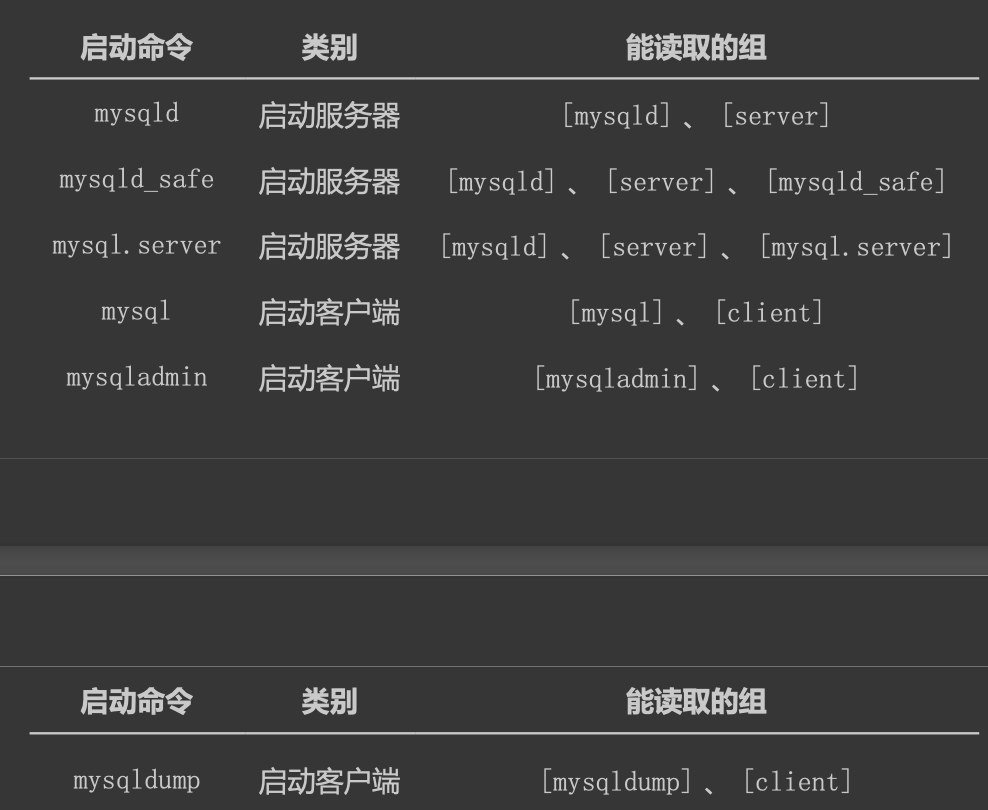 启动命令 类别 能读取的组
mysqld 启动服务器 [mysqld] 、 [server]
mysqld_safe 启动服务器 [mysqld] 、 [server] 、 [mysqld_safe]
mysql.server 启动服务器 [mysqld] 、 [server] 、 [mysql.server]
mysql 启动客户端 [mysql] 、 [client]
mysqladmin 启动客户端 [mysqladmin] 、 [client]
启动命令 类别 能读取的组
mysqldump 启动客户端 [mysqldump] 、 [client]